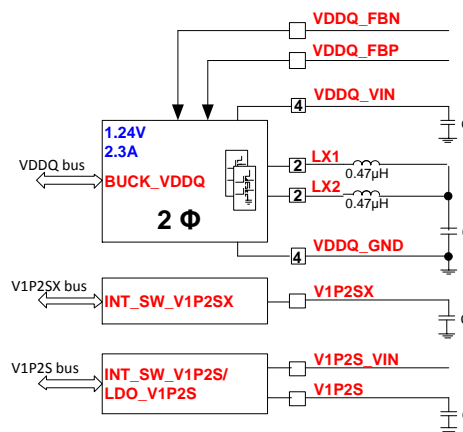 VDDQ_FBN
VDDQ_FBP
4 VDDQ_VIN
1.24V
2.3A
VDDQ bus
BUCK_VDDQ
2 LX1
0.47µH
2 LX2
0.47µH
2 Φ
4 VDDQ_GND
V1P2SX bus
INT_SW_V1P2SX
V1P2SX
V1P2S bus
INT_SW_V1P2S/
LDO_V1P2S
V1P2S_VIN
V1P2S